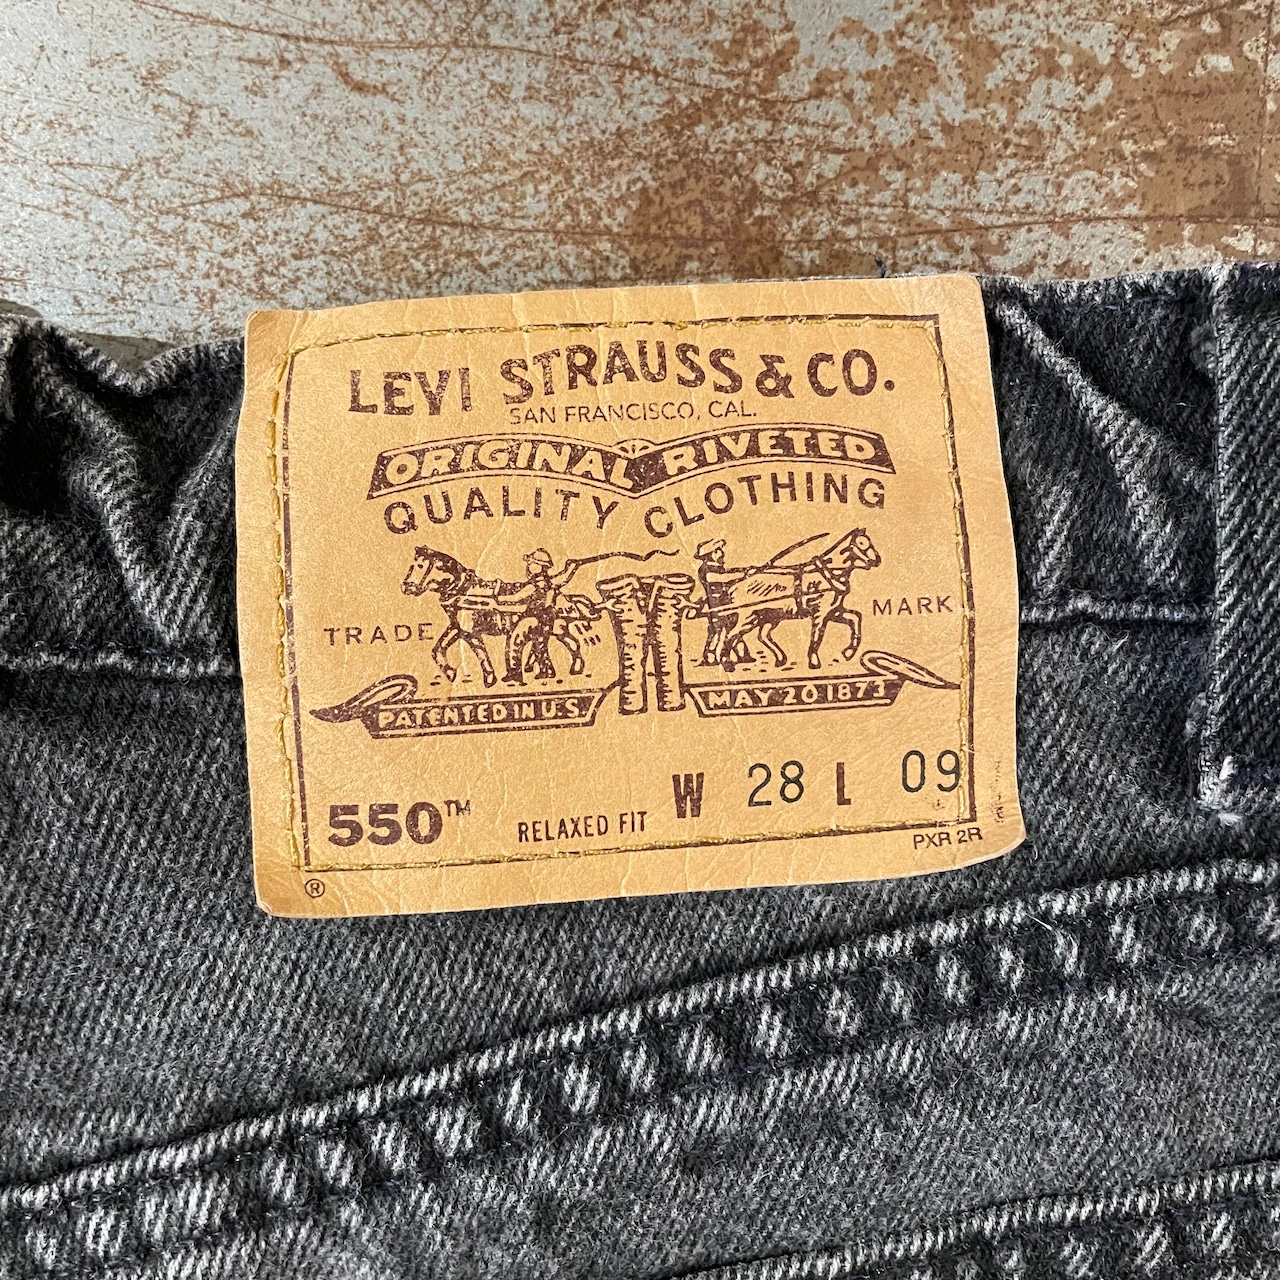 LEVI STRAUSS & CO.
SAN FRANCISCO, CAL.
ORIGINAL RIVETED
QUALITY CLOTHING
TRADE MARK
PATENTED IN U.S. MAY 20 1873
550™ RELAXED FIT W 28 L 09
PXR 2R
®